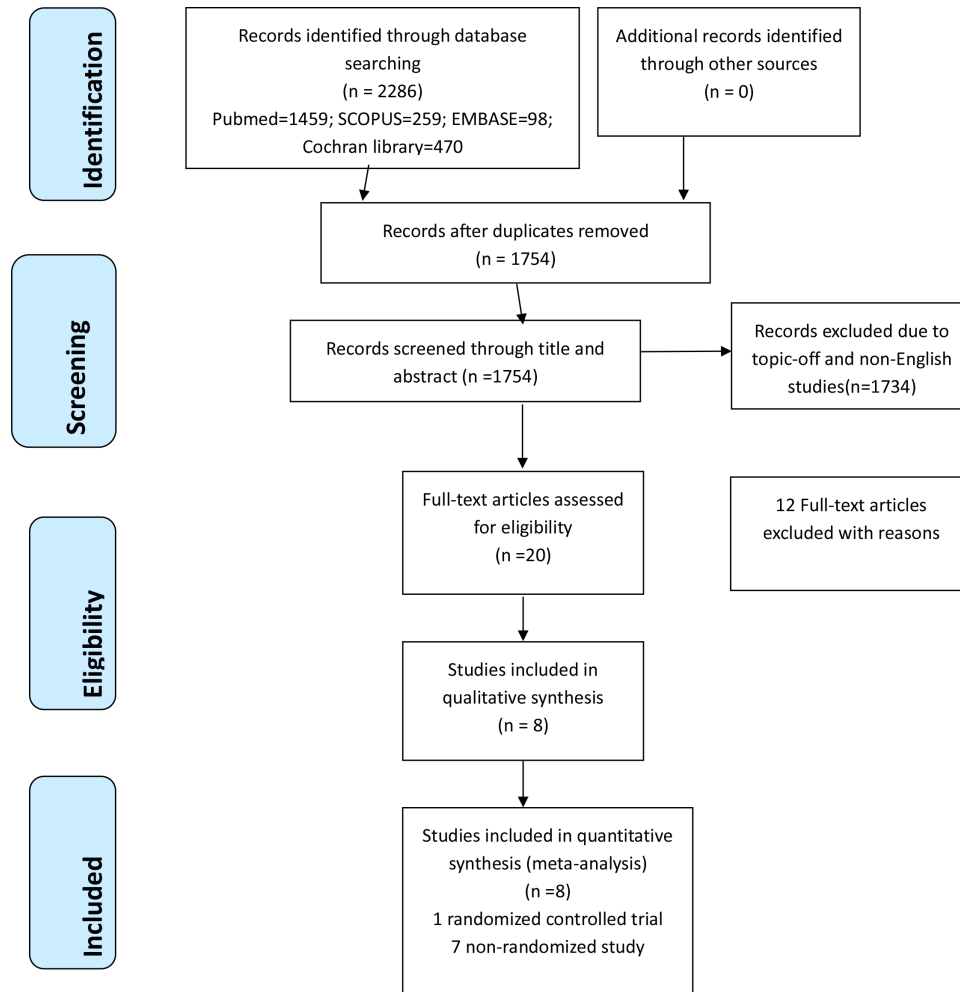 Identification
Records identified through database
searching
(n = 2286)
Pubmed=1459; SCOPUS=259; EMBASE=98;
Cochran library=470
Additional records identified
through other sources
(n = 0)
Records after duplicates removed
(n = 1754)
Screening
Records screened through title and
abstract (n =1754)
Records excluded due to
topic-off and non-English
studies(n=1734)
Full-text articles assessed
for eligibility
(n =20)
12 Full-text articles
excluded with reasons
Eligibility
Studies included in
qualitative synthesis
(n = 8)
Included
Studies included in quantitative
synthesis (meta-analysis)
(n =8)
1 randomized controlled trial
7 non-randomized study